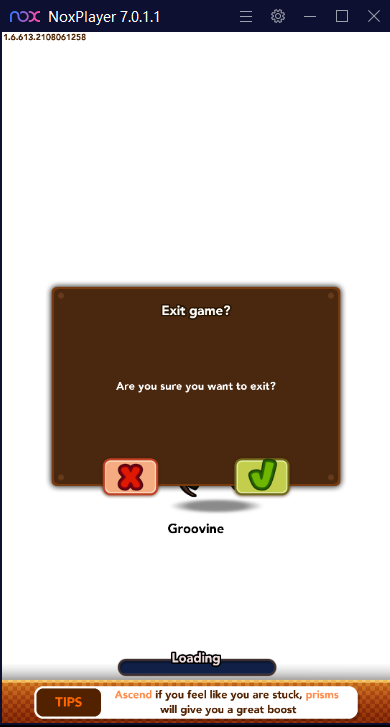 nox NoxPlayer 7.0.1.1
1.6.613.2108061258
Exit game?
Are you sure you want to exit?
Groovine
Loading
TIPS
Ascend if you feel like you are stuck, prisms
will give you a great boost